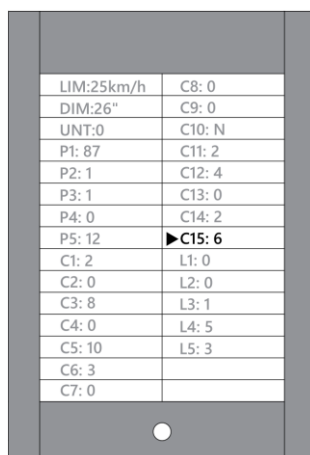 LIM:25km/h
DIM:26"
UNT:0
P1: 87
P2: 1
P3: 1
P4: 0
P5: 12
C1: 2
C2: 0
C3: 8
C4: 0
C5: 10
C6: 3
C7: 0
C8: 0
C9: 0
C10: N
C11: 2
C12: 4
C13: 0
C14: 2
▶C15: 6
L1: 0
L2: 0
L3: 1
L4: 5
L5: 3